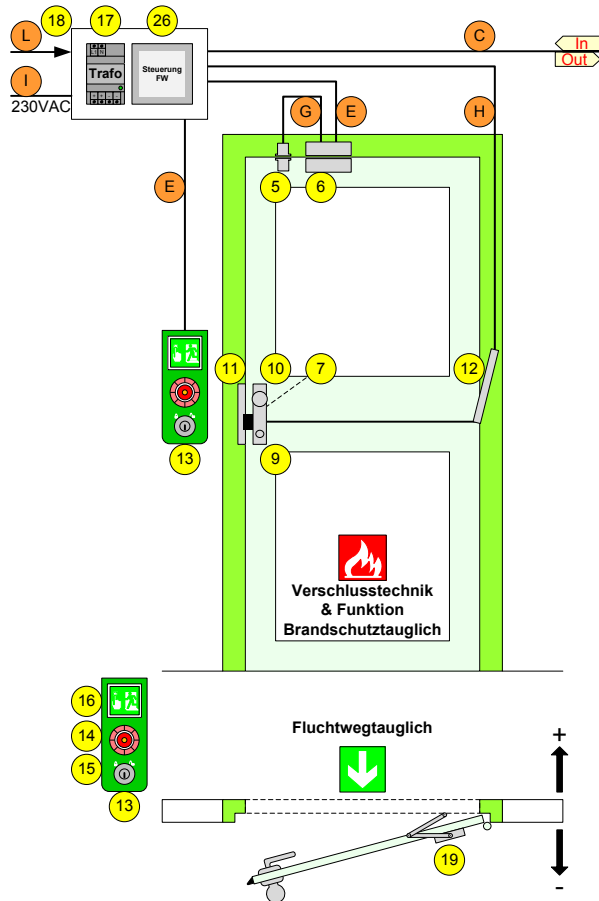 18
17
26
L
C
In
Out
L1 N
Trafo
Steuerung
FW
I
230VAC
G
E
H
E
5
6
11
10
7
12
13
9
Verschlusstechnik
& Funktion
Brandschutztauglich
16
14
15
13
Fluchtwegtauglich
+
-
19